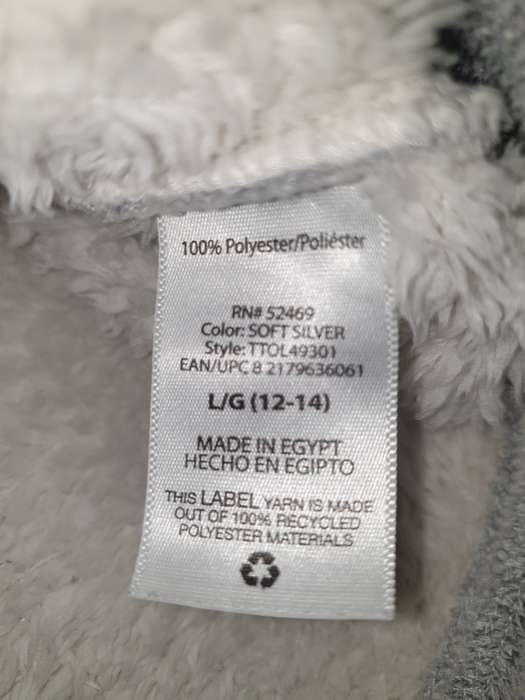 100% Polyester/Poliéster
RN# 52469
Color: SOFT SILVER
Style: TTOL49301
EAN/UPC 8 2179636061
L/G (12-14)
MADE IN EGYPT
HECHO EN EGIPTO
THIS LABEL YARN IS MADE
OUT OF 100% RECYCLED
POLYESTER MATERIALS